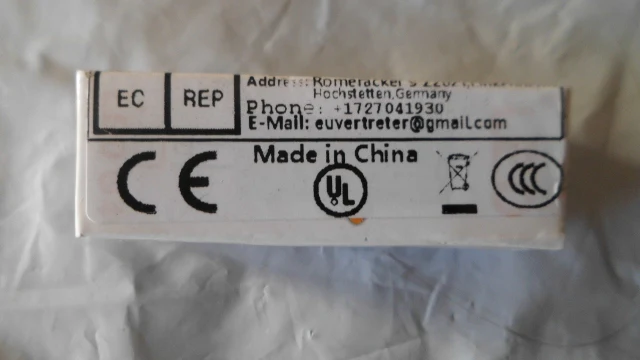 EC REP
Address: Romeracker
Hochstetten,Germany
Phone: +1727041930
E-Mail: euvertreter@gmail.com
Made in China
CE
UL
CCC